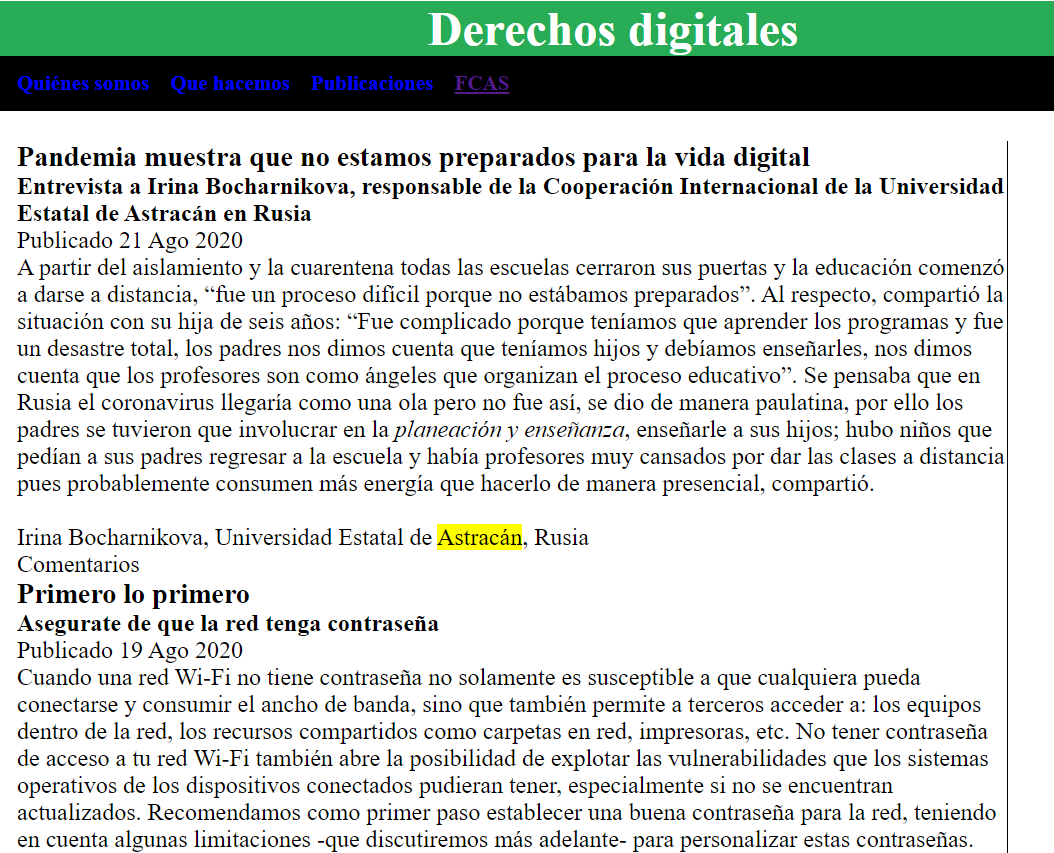 Derechos digitales
Quiénes somos Que hacemos Publicaciones FCAS
Pandemia muestra que no estamos preparados para la vida digital
Entrevista a Irina Bocharnikova, responsable de la Cooperación Internacional de la Universidad
Estatal de Astracán en Rusia
Publicado 21 Ago 2020
A partir del aislamiento y la cuarentena todas las escuelas cerraron sus puertas y la educación comenzó
a darse a distancia, “fue un proceso difícil porque no estábamos preparados”. Al respecto, compartió la
situación con su hija de seis años: “Fue complicado porque teníamos que aprender los programas y fue
un desastre total, los padres nos dimos cuenta que teníamos hijos y debíamos enseñarles, nos dimos
cuenta que los profesores son como ángeles que organizan el proceso educativo”. Se pensaba que en
Rusia el coronavirus llegaría como una ola pero no fue así, se dio de manera paulatina, por ello los
padres se tuvieron que involucrar en la planeación y enseñanza, enseñarle a sus hijos; hubo niños que
pedían a sus padres regresar a la escuela y había profesores muy cansados por dar las clases a distancia
pues probablemente consumen más energía que hacerlo de manera presencial, compartió.
Irina Bocharnikova, Universidad Estatal de Astracán, Rusia
Comentarios
Primero lo primero
Asegurate de que la red tenga contraseña
Publicado 19 Ago 2020
Cuando una red Wi-Fi no tiene contraseña no solamente es susceptible a que cualquiera pueda
conectarse y consumir el ancho de banda, sino que también permite a terceros acceder a: los equipos
dentro de la red, los recursos compartidos como carpetas en red, impresoras, etc. No tener contraseña
de acceso a tu red Wi-Fi también abre la posibilidad de explotar las vulnerabilidades que los sistemas
operativos de los dispositivos conectados pudieran tener, especialmente si no se encuentran
actualizados. Recomendamos como primer paso establecer una buena contraseña para la red, teniendo
en cuenta algunas limitaciones -que discutiremos más adelante- para personalizar estas contraseñas.